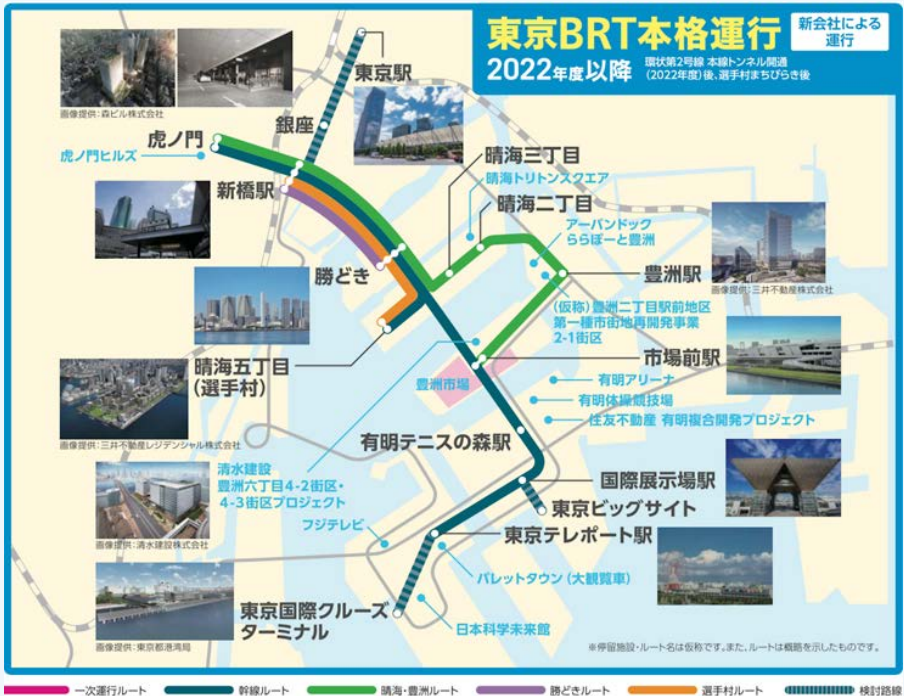 東京BRT本格運行
新会社による
運行
2022年度以降
環状第2号線 本線トンネル開通
(2022年度)後、選手村まちびらき後
画像提供：森ビル株式会社
東京駅
銀座
虎ノ門
虎ノ門ヒルズ
新橋駅
晴海三丁目
晴海トリトンスクエア
晴海二丁目
アーバンドック
ららぽーと豊洲
勝どき
豊洲駅
画像提供：三井不動産株式会社
(仮称)豊洲二丁目駅前地区
第一種市街地再開発事業
2-1街区
晴海五丁目
(選手村)
市場前駅
豊洲市場
有明アリーナ
有明体操競技場
住友不動産 有明複合開発プロジェクト
画像提供：三井不動産レジデンシャル株式会社
有明テニスの森駅
清水建設
豊洲六丁目4-2街区・
4-3街区プロジェクト
国際展示場駅
東京ビッグサイト
フジテレビ
東京テレポート駅
画像提供：清水建設株式会社
パレットタウン(大観覧車)
東京国際クルーズ
ターミナル
日本科学未来館
画像提供：東京都港湾局
※停留施設・ルート名は仮称です。また、ルートは概略を示したものです。
一次運行ルート
幹線ルート
晴海・豊洲ルート
勝どきルート
選手村ルート
検討路線